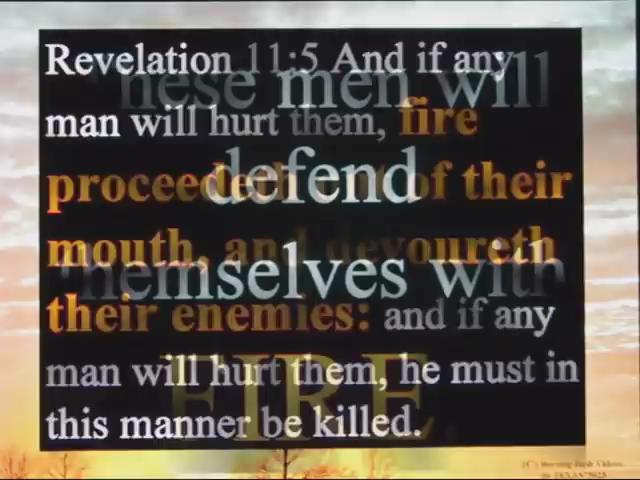 Revelation 11:5 And if any
man will hurt them, fire
proceedeth out of their
mouth, and devoureth
their enemies: and if any
man will hurt them, he must in
this manner be killed.
these men will
defend
themselves with
FIRE.